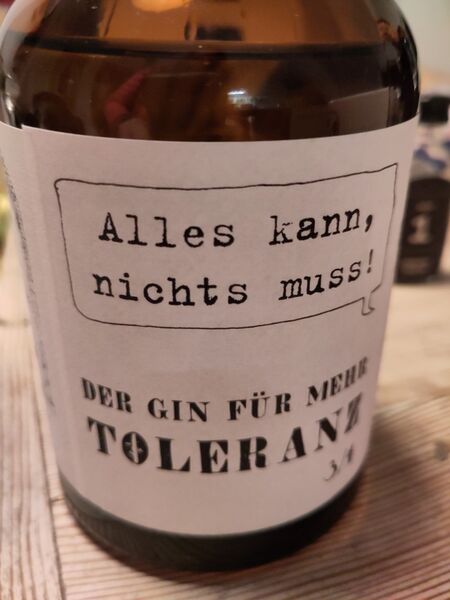 Alles kann,
nichts muss!
DER GIN FÜR MEHR
TOLERANZ